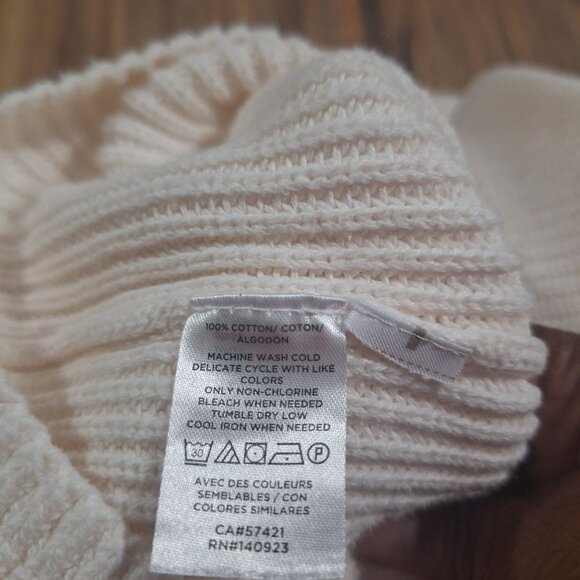 100% COTTON/ COTON/
ALGODÓN
MACHINE WASH COLD
DELICATE CYCLE WITH LIKE
COLORS
ONLY NON-CHLORINE
BLEACH WHEN NEEDED
TUMBLE DRY LOW
COOL IRON WHEN NEEDED
30 P
AVEC DES COULEURS
SEMBLABLES / CON
COLORES SIMILARES
CA#57421
RN#140923